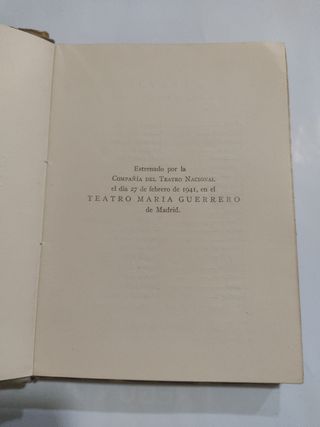 Estrenado por la
COMPAÑÍA DEL TEATRO NACIONAL
el día 27 de febrero de 1941, en el
TEATRO MARIA GUERRERO
de Madrid.